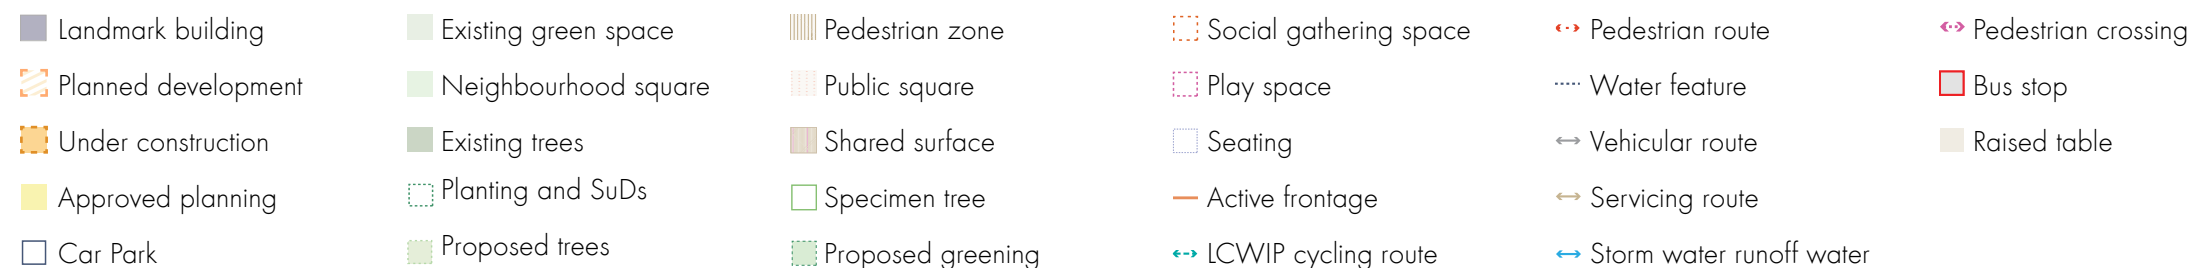 Landmark building
Planned development
Under construction
Approved planning
Car Park
Existing green space
Neighbourhood square
Existing trees
Planting and SuDs
Proposed trees
Pedestrian zone
Public square
Shared surface
Specimen tree
Proposed greening
Social gathering space
Play space
Seating
Active frontage
LCWIP cycling route
Pedestrian route
Water feature
Vehicular route
Servicing route
Storm water runoff water
Pedestrian crossing
Bus stop
Raised table